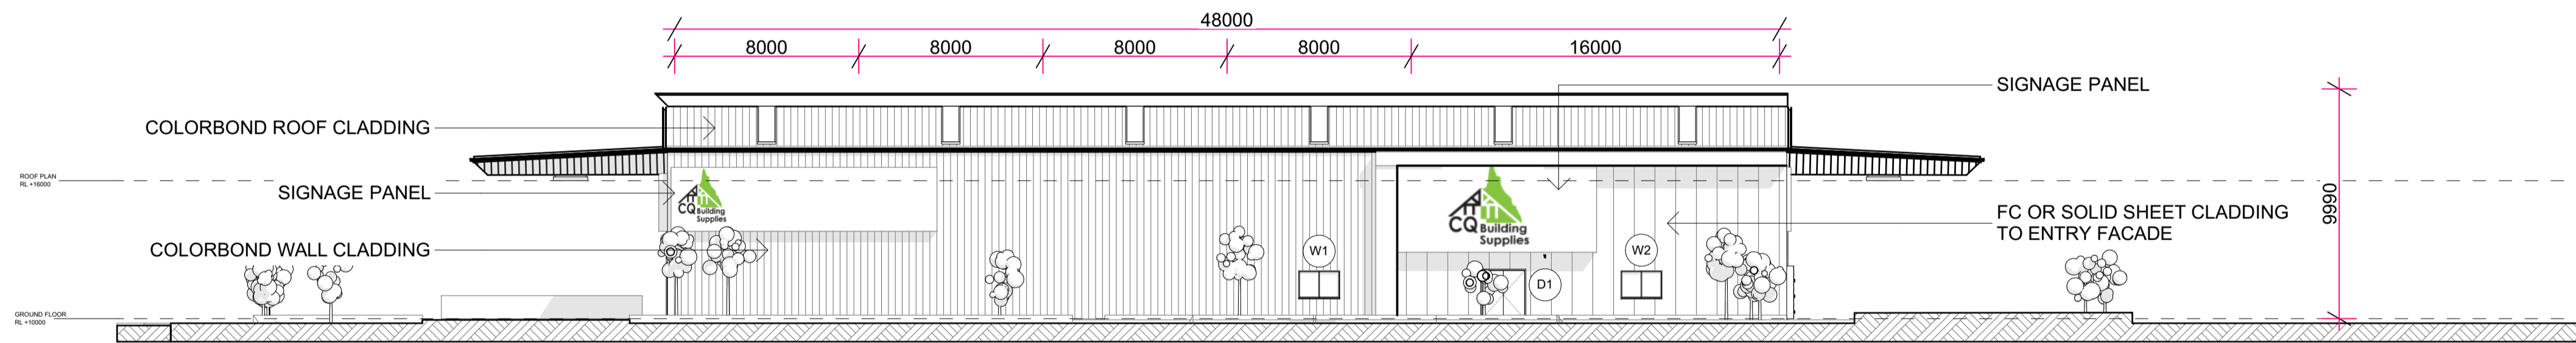 48000
8000
8000
8000
8000
16000
SIGNAGE PANEL
COLORBOND ROOF CLADDING
ROOF PLAN
RL +16000
SIGNAGE PANEL
CQ Building
Supplies
CQ Building
Supplies
FC OR SOLID SHEET CLADDING
TO ENTRY FACADE
9990
COLORBOND WALL CLADDING
W1
W2
D1
GROUND FLOOR
RL +10000